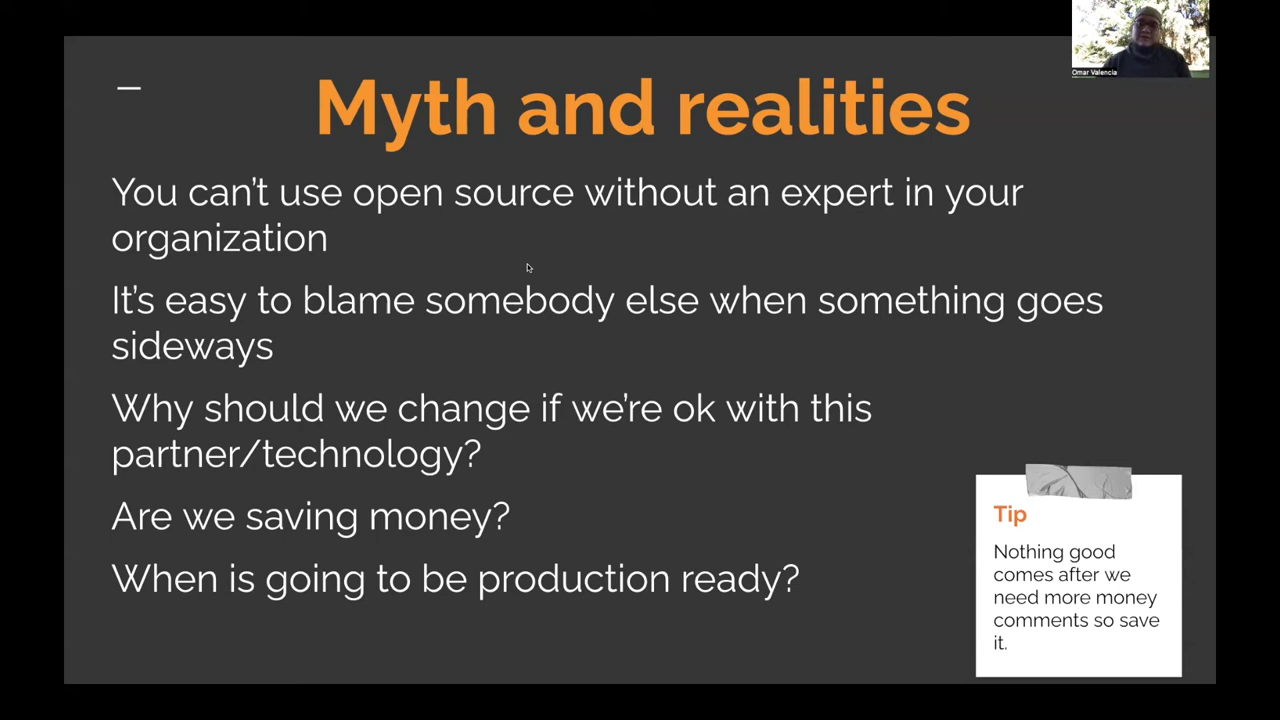 Omar Valencia
Myth and realities
You can't use open source without an expert in your
organization
It's easy to blame somebody else when something goes
sideways
Why should we change if we're ok with this
partner/technology?
Are we saving money?
When is going to be production ready?
Tip
Nothing good
comes after we
need more money
comments so save
it.